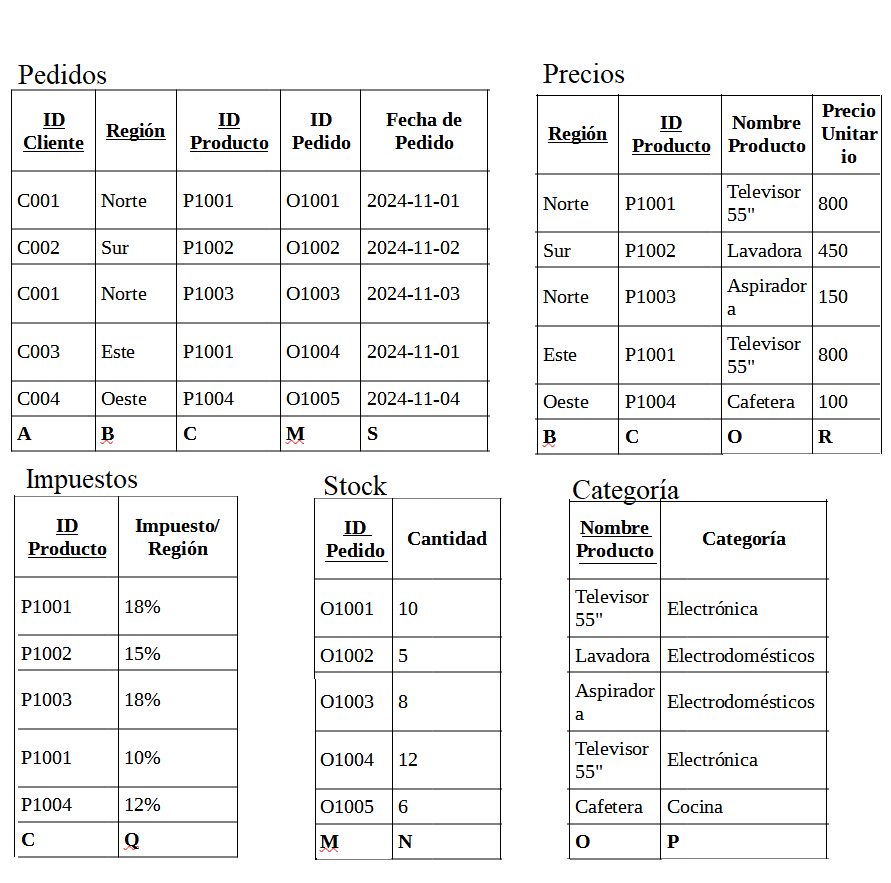 Pedidos
ID Cliente Región ID Producto ID Pedido Fecha de Pedido
C001 Norte P1001 O1001 2024-11-01
C002 Sur P1002 O1002 2024-11-02
C001 Norte P1003 O1003 2024-11-03
C003 Este P1001 O1004 2024-11-01
C004 Oeste P1004 O1005 2024-11-04
A B C M S
Precios
Región ID Producto Nombre Producto Precio Unitario
Norte P1001 Televisor 55" 800
Sur P1002 Lavadora 450
Norte P1003 Aspiradora 150
Este P1001 Televisor 55" 800
Oeste P1004 Cafetera 100
B C O R
Impuestos
ID Producto Impuesto/ Región
P1001 18%
P1002 15%
P1003 18%
P1001 10%
P1004 12%
C Q
Stock
ID Pedido Cantidad
O1001 10
O1002 5
O1003 8
O1004 12
O1005 6
M N
Categoría
Nombre Producto Categoría
Televisor 55" Electrónica
Lavadora Electrodomésticos
Aspiradora Electrodomésticos
Televisor 55" Electrónica
Cafetera Cocina
O P